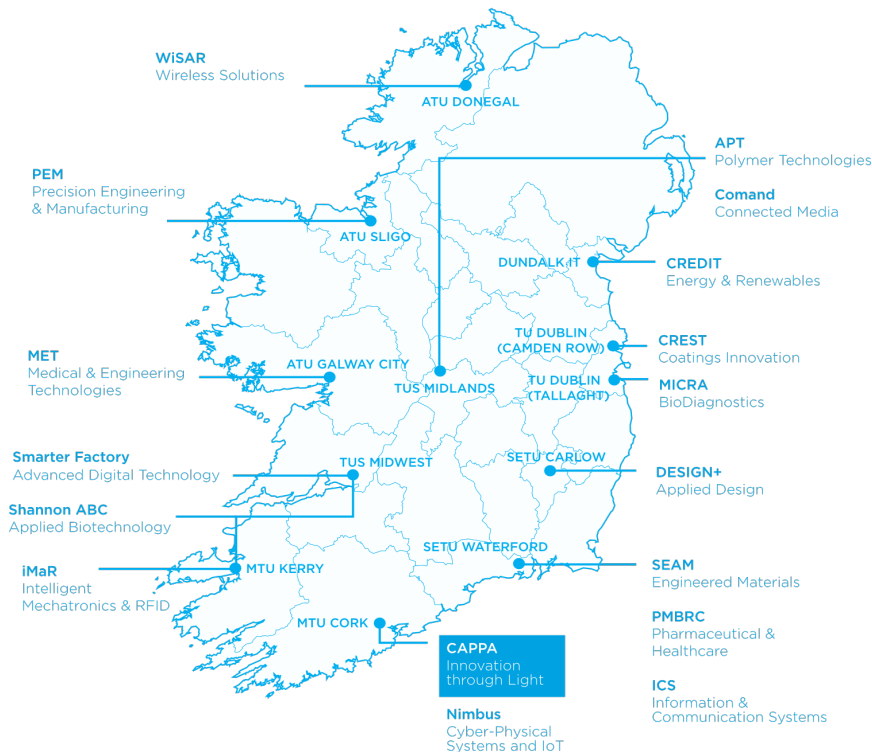 WiSAR
Wireless Solutions
ATU DONEGAL
APT
Polymer Technologies
PEM
Precision Engineering
& Manufacturing
Comand
Connected Media
ATU SLIGO
DUNDALK IT
CREDIT
Energy & Renewables
TU DUBLIN
(CAMDEN ROW)
CREST
Coatings Innovation
MET
Medical & Engineering
Technologies
ATU GALWAY CITY
TUS MIDLANDS
TU DUBLIN
(TALLAGHT)
MICRA
BioDiagnostics
Smarter Factory
Advanced Digital Technology
TUS MIDWEST
SETU CARLOW
DESIGN+
Applied Design
Shannon ABC
Applied Biotechnology
SETU WATERFORD
iMaR
Intelligent
Mechatronics & RFID
MTU KERRY
SEAM
Engineered Materials
MTU CORK
PMBRC
Pharmaceutical &
Healthcare
CAPPA
Innovation
through Light
ICS
Information &
Communication Systems
Nimbus
Cyber-Physical
Systems and IoT